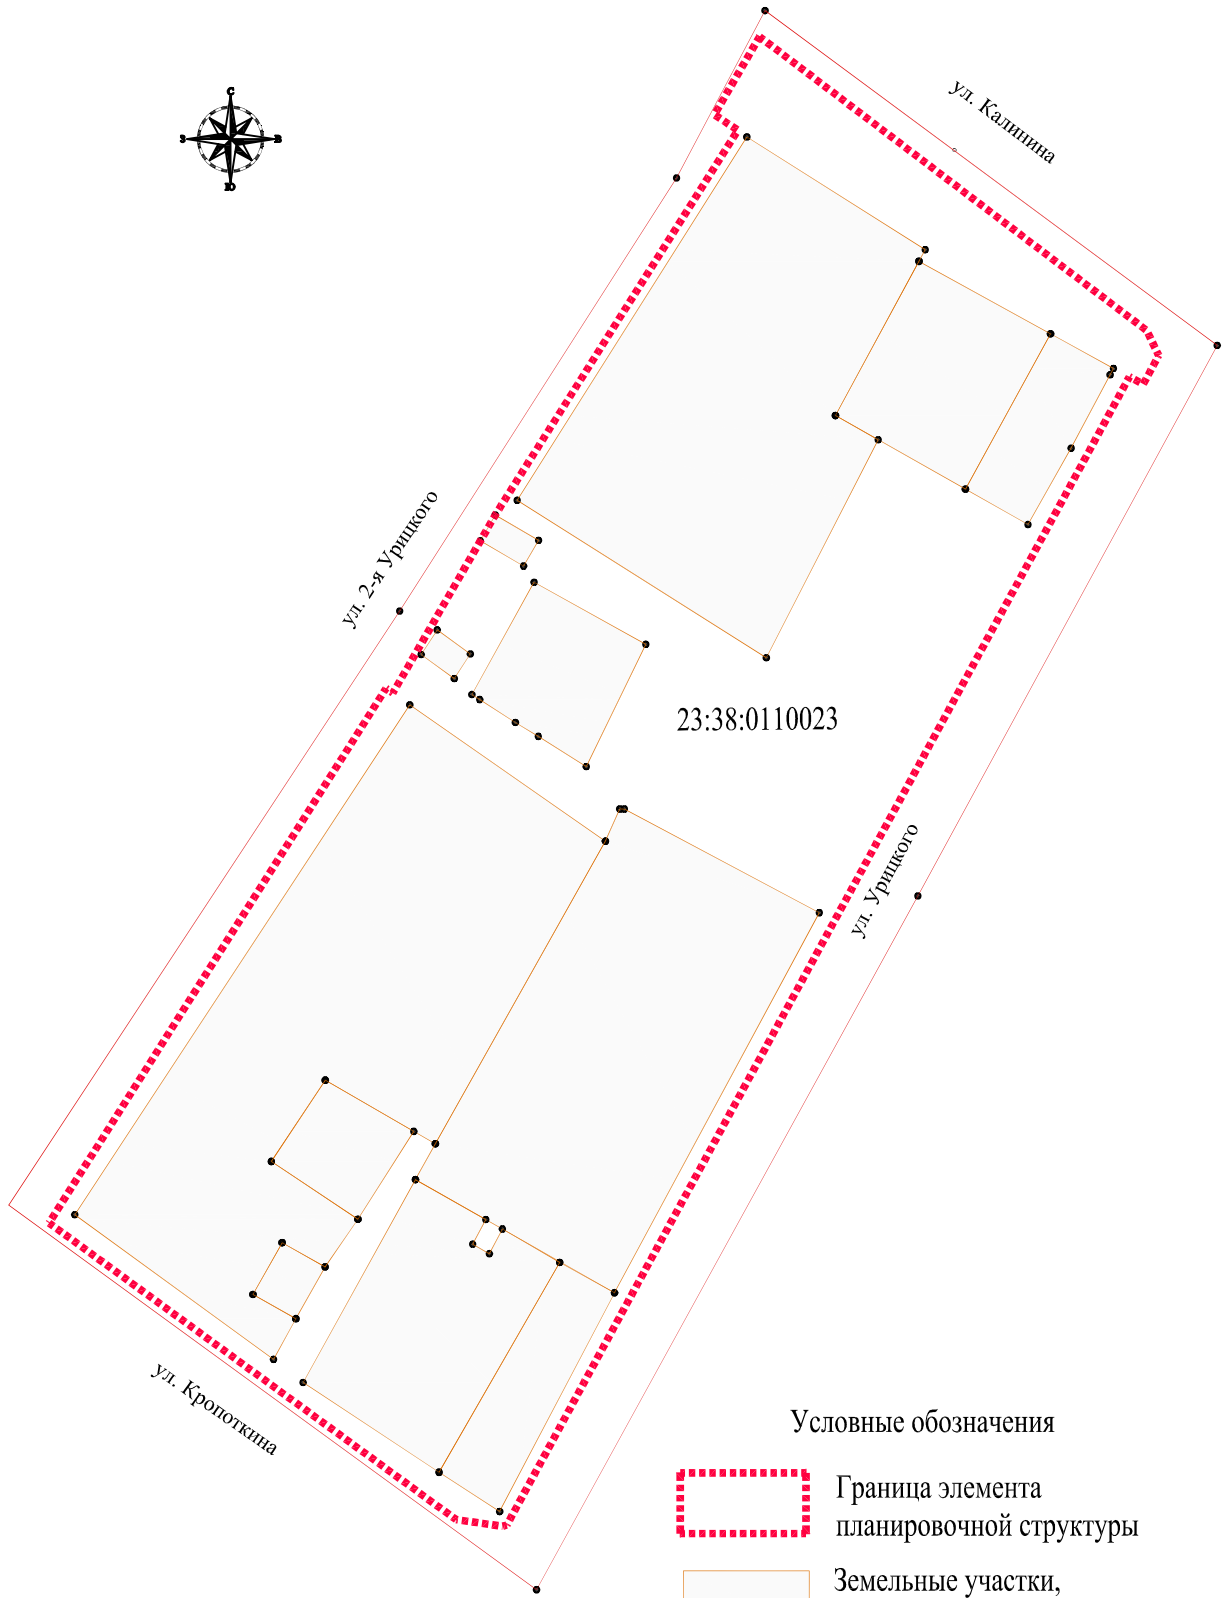 ул. Калинина
С
З
В
Ю
ул. 2-я Урицкого
23:38:0110023
ул. Урицкого
ул. Кропоткина
Условные обозначения
Граница элемента
планировочной структуры
Земельные участки,